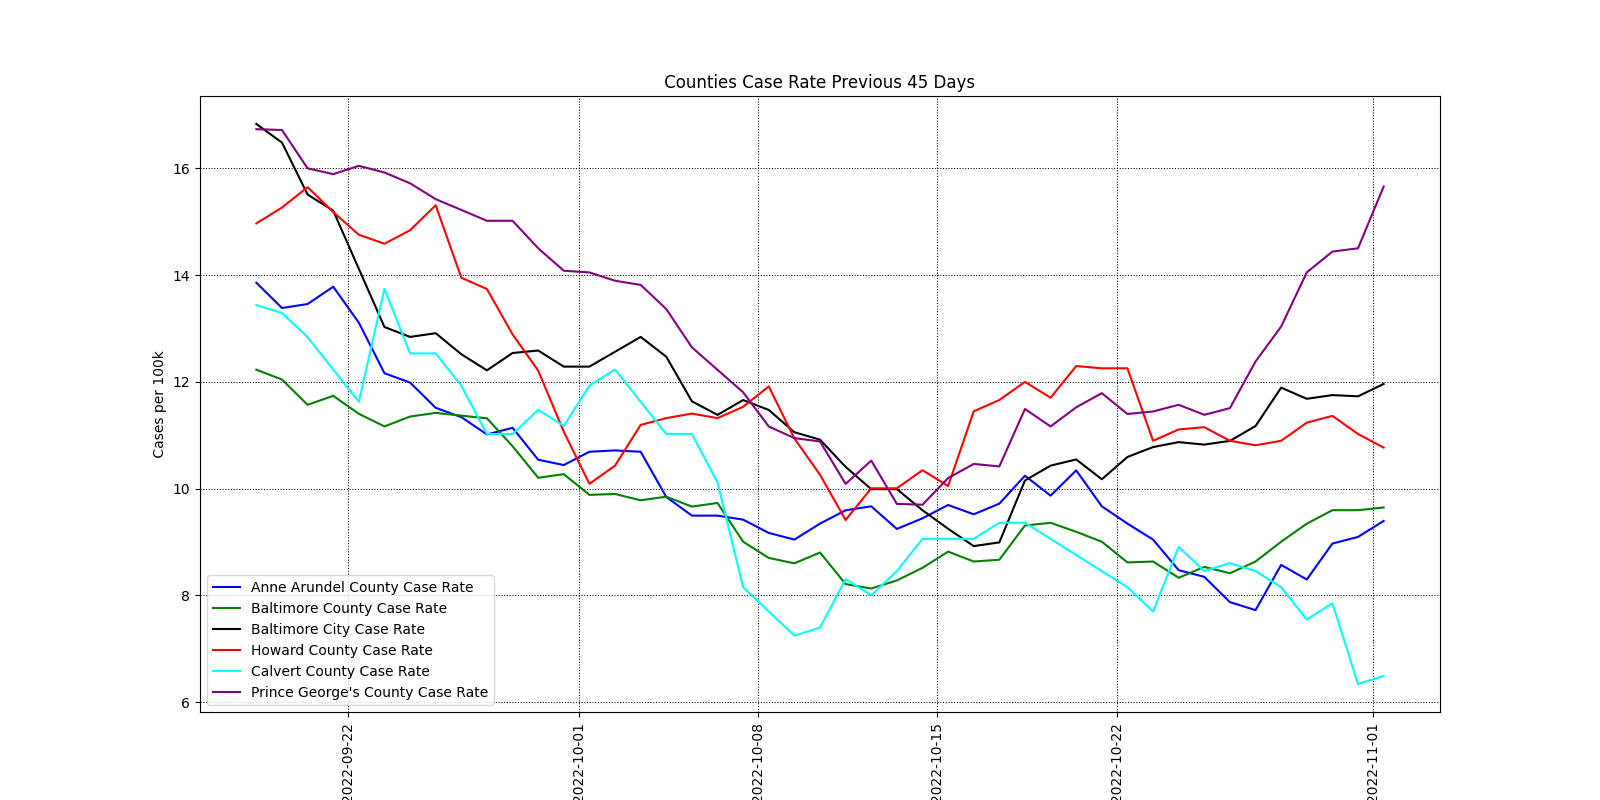 Counties Case Rate Previous 45 Days
Cases per 100k
16
14
12
10
8
6
Anne Arundel County Case Rate
Baltimore County Case Rate
Baltimore City Case Rate
Howard County Case Rate
Calvert County Case Rate
Prince George's County Case Rate
2022-09-22
2022-10-01
2022-10-08
2022-10-15
2022-10-22
2022-11-01